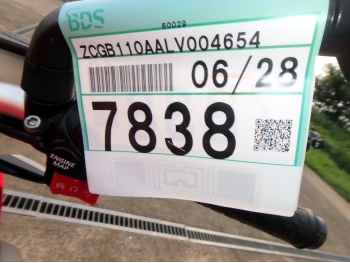 BDS
60029
ZCGB110AALV004654
06/28
7838
ENGINE
MAP